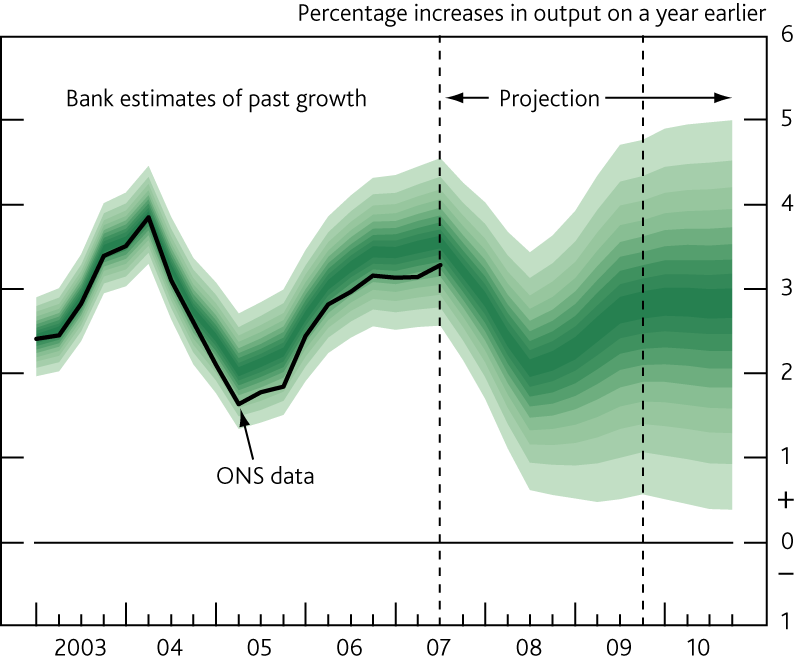 Percentage increases in output on a year earlier
6
Bank estimates of past growth
Projection
5
4
3
2
1
ONS data
+
0
–
1
2003 04 05 06 07 08 09 10